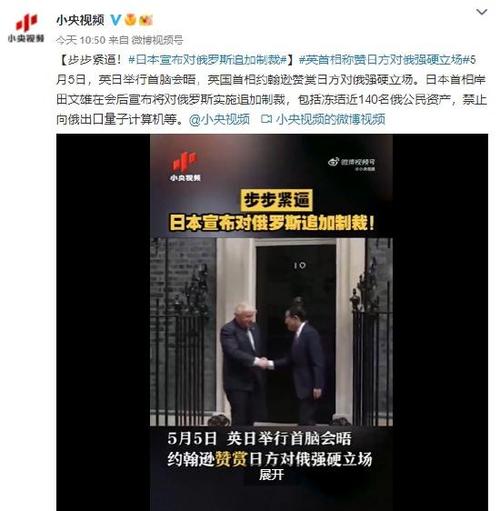 小央视频
今天 10:50 来自 微博视频号
小央视频
【步步紧逼！#日本宣布对俄罗斯追加制裁#】#英首相称赞日方对俄强硬立场#5
月5日，英日举行首脑会晤，英国首相约翰逊赞赏日方对俄强硬立场。日本首相岸
田文雄在会后宣布将对俄罗斯实施追加制裁，包括冻结近140名俄公民资产，禁止
向俄出口量子计算机等。@小央视频 小央视频的微博视频
小央视频
微博视频号
@小央视频
步步紧逼
日本宣布对俄罗斯追加制裁！
10
5月5日 英日举行首脑会晤
约翰逊赞赏日方对俄强硬立场
展开